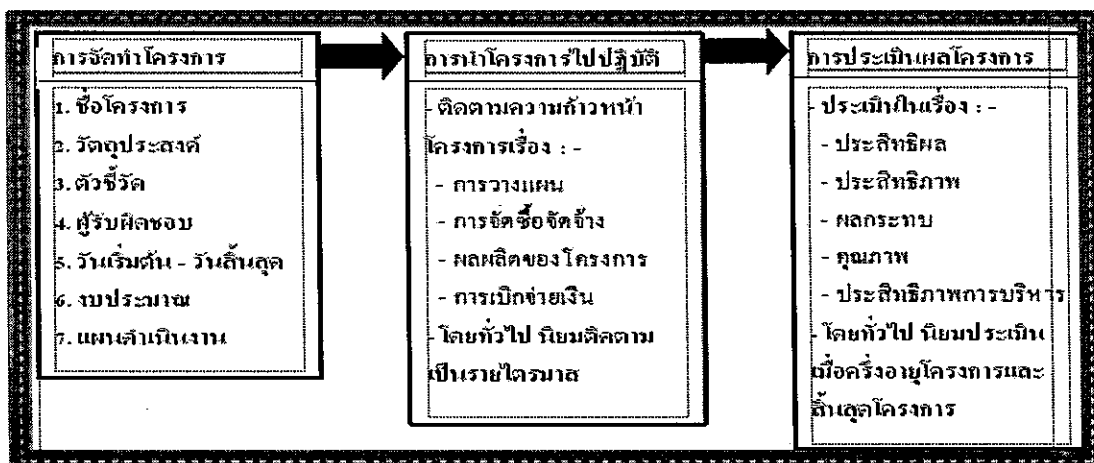 การจัดทำโครงการ
1. ชื่อโครงการ
2. วัตถุประสงค์
3. ตัวชี้วัด
4. ผู้รับผิดชอบ
5. วันเริ่มต้น - วันสิ้นสุด
6. งบประมาณ
7. แผนดำเนินงาน
การนำโครงการไปปฏิบัติ
- ติดตามความก้าวหน้า
โครงการเรื่อง : -
- การวางแผน
- การจัดซื้อจัดจ้าง
- ผลผลิตของโครงการ
- การเบิกจ่ายเงิน
- โดยทั่วไป นิยมติดตาม
เป็นรายไตรมาส
การประเมินผลโครงการ
- ประเมินในเรื่อง : -
- ประสิทธิผล
- ประสิทธิภาพ
- ผลกระทบ
- คุณภาพ
- ประสิทธิภาพการบริหาร
- โดยทั่วไป นิยมประเมิน
เมื่อครึ่งอายุโครงการและ
สิ้นสุดโครงการ